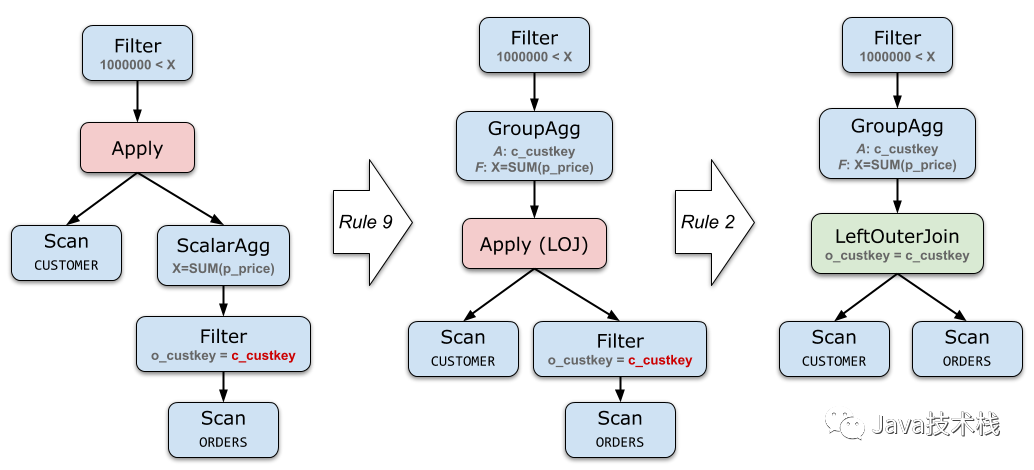 Filter
1000000 < X
Apply
Scan
CUSTOMER
ScalarAgg
X=SUM(p_price)
Filter
o_custkey = c_custkey
Scan
ORDERS
Rule 9
Filter
1000000 < X
GroupAgg
A: c_custkey
F: X=SUM(p_price)
Apply (LOJ)
Scan
CUSTOMER
Filter
o_custkey = c_custkey
Scan
ORDERS
Rule 2
Filter
1000000 < X
GroupAgg
A: c_custkey
F: X=SUM(p_price)
LeftOuterJoin
o_custkey = c_custkey
Scan
CUSTOMER
Scan
ORDERS
Java技术栈